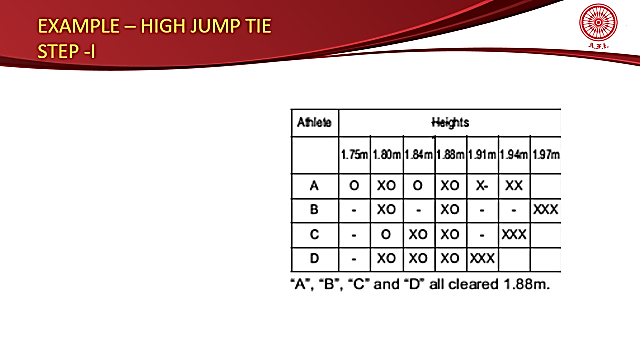 EXAMPLE – HIGH JUMP TIE
STEP -I
A.F.I.
Athlete Heights
1.75m 1.80m 1.84m 1.88m 1.91m 1.94m 1.97m
A O XO O XO X- XX
B - XO - XO - - XXX
C - O XO XO - XXX
D - XO XO XO XXX
“A”, “B”, “C” and “D” all cleared 1.88m.